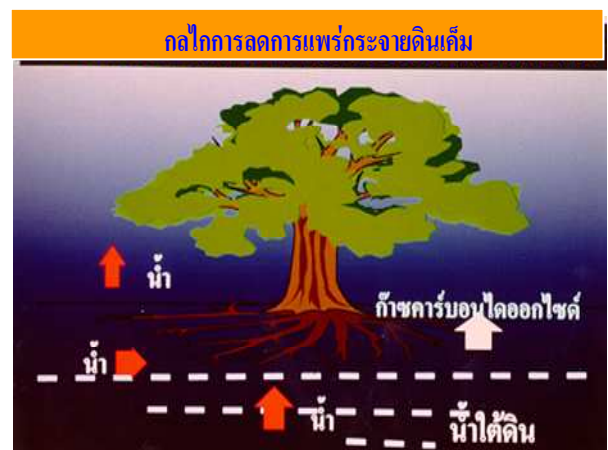 กลไกการลดการแพร่กระจายดินเค็ม
น้ำ
ก๊าซคาร์บอนไดออกไซด์
น้ำ
น้ำ
น้ำใต้ดิน